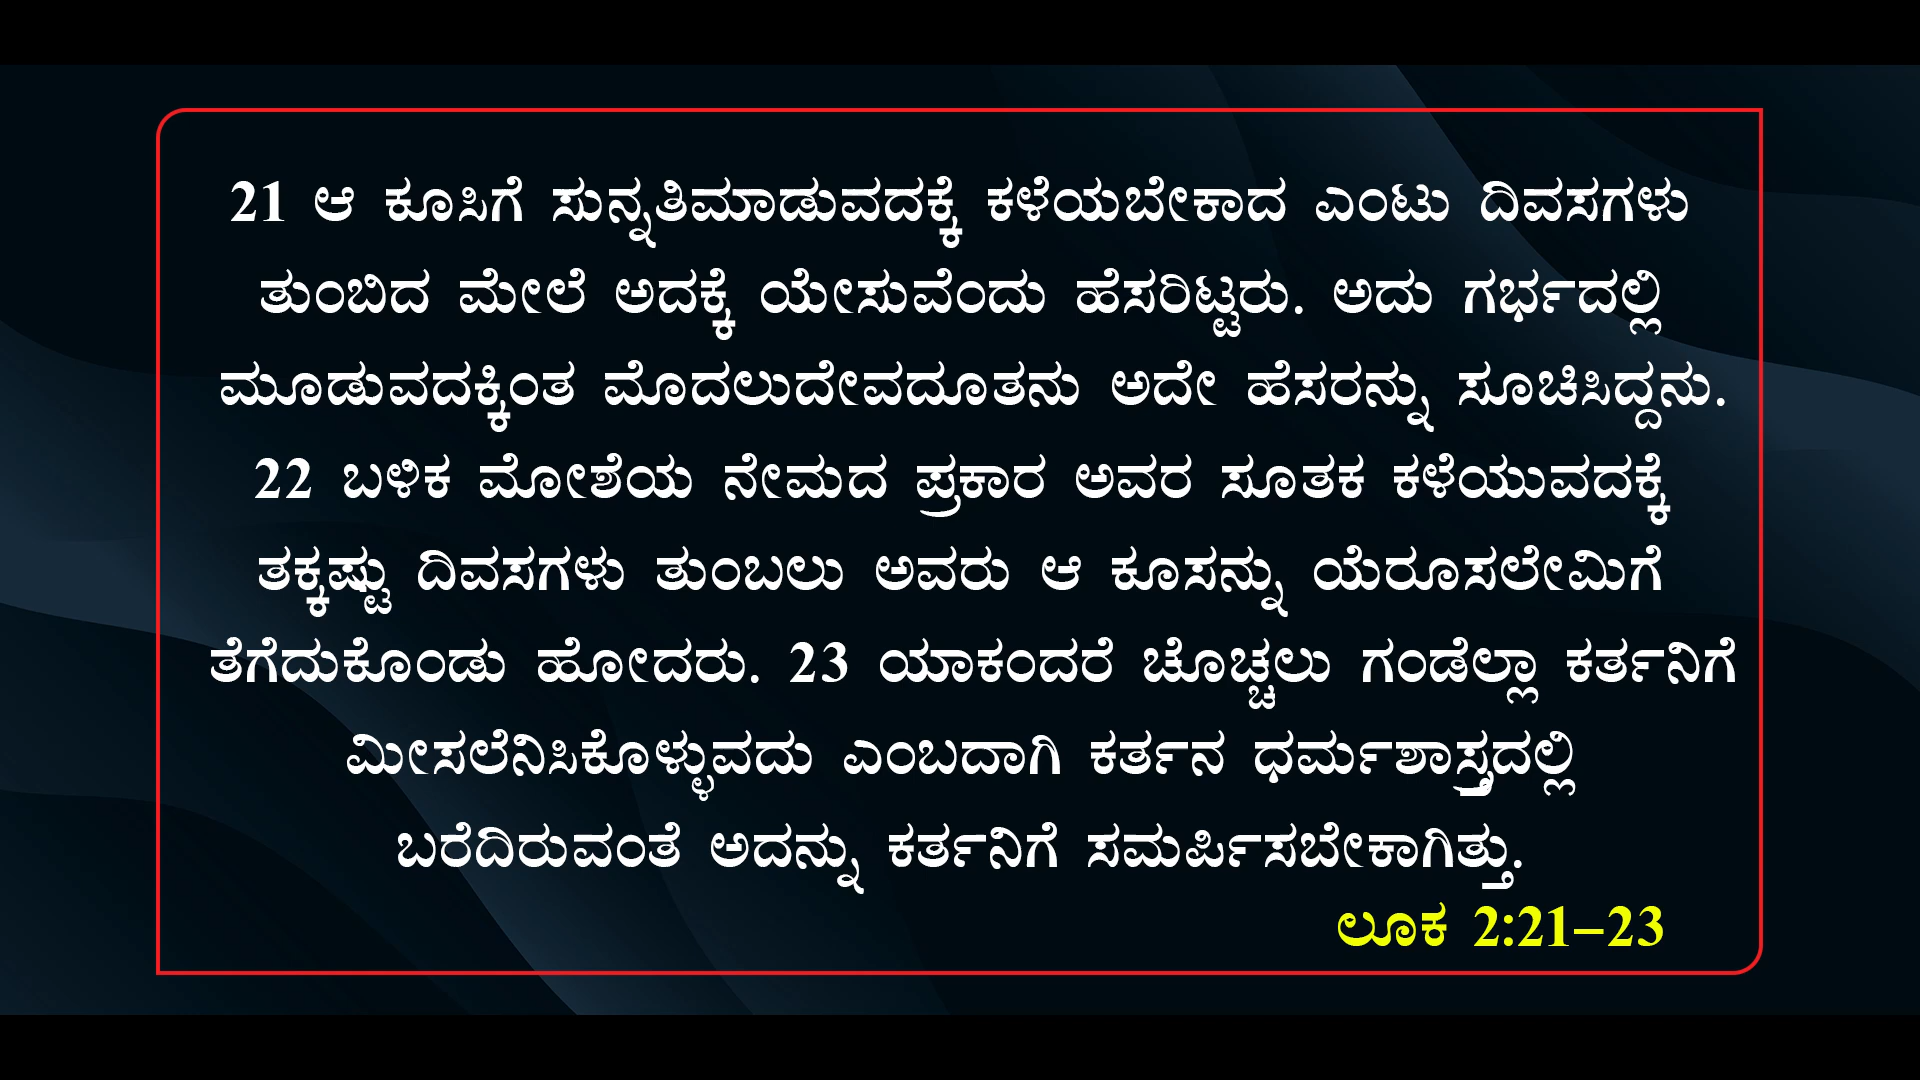 21 ಆ ಕೂಸಿಗೆ ಸುನ್ನತಿಮಾಡುವದಕ್ಕೆ ಕಳೆಯಬೇಕಾದ ಎಂಟು ದಿವಸಗಳು
ತುಂಬಿದ ಮೇಲೆ ಅದಕ್ಕೆ ಯೇಸುವೆಂದು ಹೆಸರಿಟ್ಟರು. ಅದು ಗರ್ಭದಲ್ಲಿ
ಮೂಡುವದಕ್ಕಿಂತ ಮೊದಲುದೇವದೂತನು ಅದೇ ಹೆಸರನ್ನು ಸೂಚಿಸಿದ್ದನು.
22 ಬಳಿಕ ಮೋಶೆಯ ನೇಮದ ಪ್ರಕಾರ ಅವರ ಸೂತಕ ಕಳೆಯುವದಕ್ಕೆ
ತಕ್ಕಷ್ಟು ದಿವಸಗಳು ತುಂಬಲು ಅವರು ಆ ಕೂಸನ್ನು ಯೆರೂಸಲೇಮಿಗೆ
ತೆಗೆದುಕೊಂಡು ಹೋದರು. 23 ಯಾಕಂದರೆ ಚೊಚ್ಚಲು ಗಂಡೆಲ್ಲಾ ಕರ್ತನಿಗೆ
ಮೀಸಲೆನಿಸಿಕೊಳ್ಳುವದು ಎಂಬದಾಗಿ ಕರ್ತನ ಧರ್ಮಶಾಸ್ತ್ರದಲ್ಲಿ
ಬರೆದಿರುವಂತೆ ಅದನ್ನು ಕರ್ತನಿಗೆ ಸಮರ್ಪಿಸಬೇಕಾಗಿತ್ತು.
ಲೂಕ 2:21–23